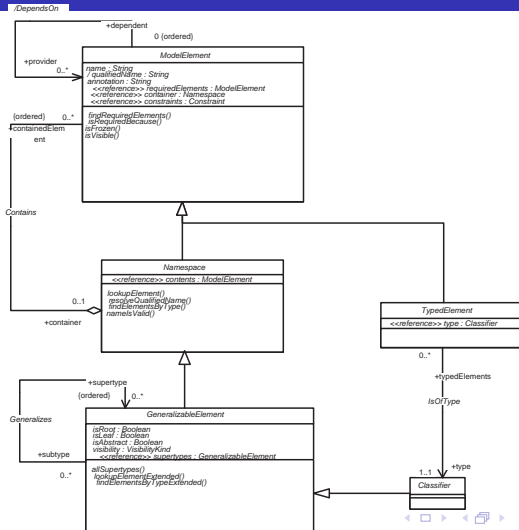 /DependsOn
+dependent
0 (ordered)
ModelElement
+provider
0..*
name : String
/ qualifiedName : String
annotation : String
<<reference>> requiredElements : ModelElement
<<reference>> container : Namespace
<<reference>> constraints : Constraint
(ordered) 0..*
+containedElem
ent
findRequiredElements()
isRequiredBecause()
isFrozen()
isVisible()
Contains
Namespace
<<reference>> contents : ModelElement
lookupElement()
resolveQualifiedName()
findElementsByType()
nameIsValid()
0..1
+container
TypedElement
<<reference>> type : Classifier
0..*
+typedElements
IsOfType
+supertype
(ordered) 0..*
Generalizes
GeneralizableElement
isRoot : Boolean
isLeaf : Boolean
isAbstract : Boolean
visibility : VisibilityKind
<<reference>> supertypes : GeneralizableElement
+subtype
0..*
allSupertypes()
lookupElementExtended()
findElementsByTypeExtended()
1..1
+type
Classifier